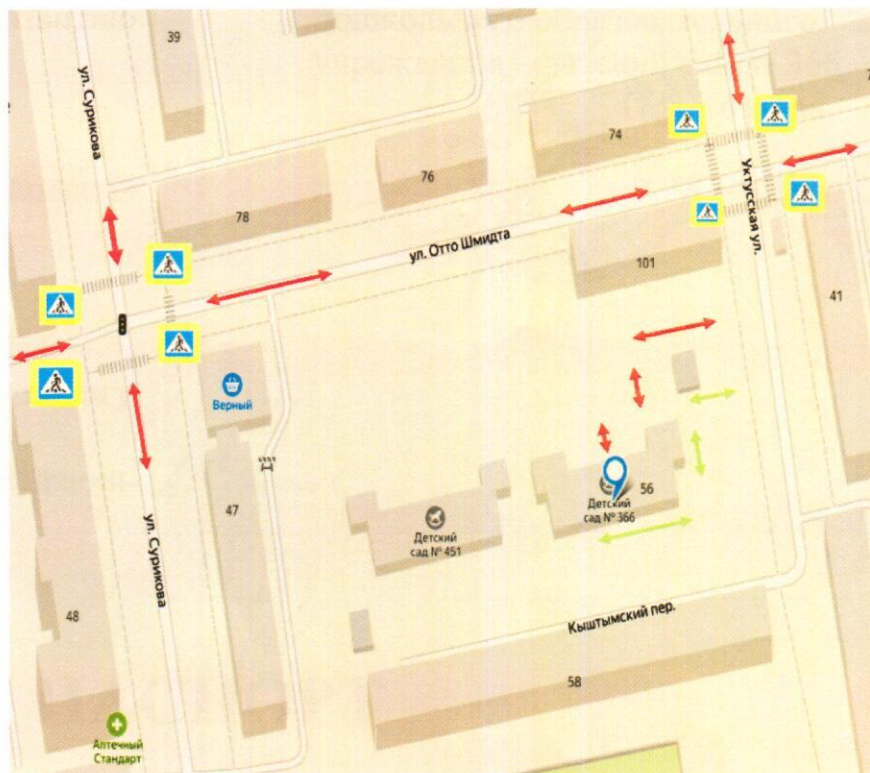 39
ул. Сурикова
74
76
78
Уктусская ул.
ул. Отто Шмидта
101
41
Верный
56
47
Детский
сад № 366
Детский
сад № 451
ул. Сурикова
48
Кыштымский пер.
58
Аптечный
Стандарт